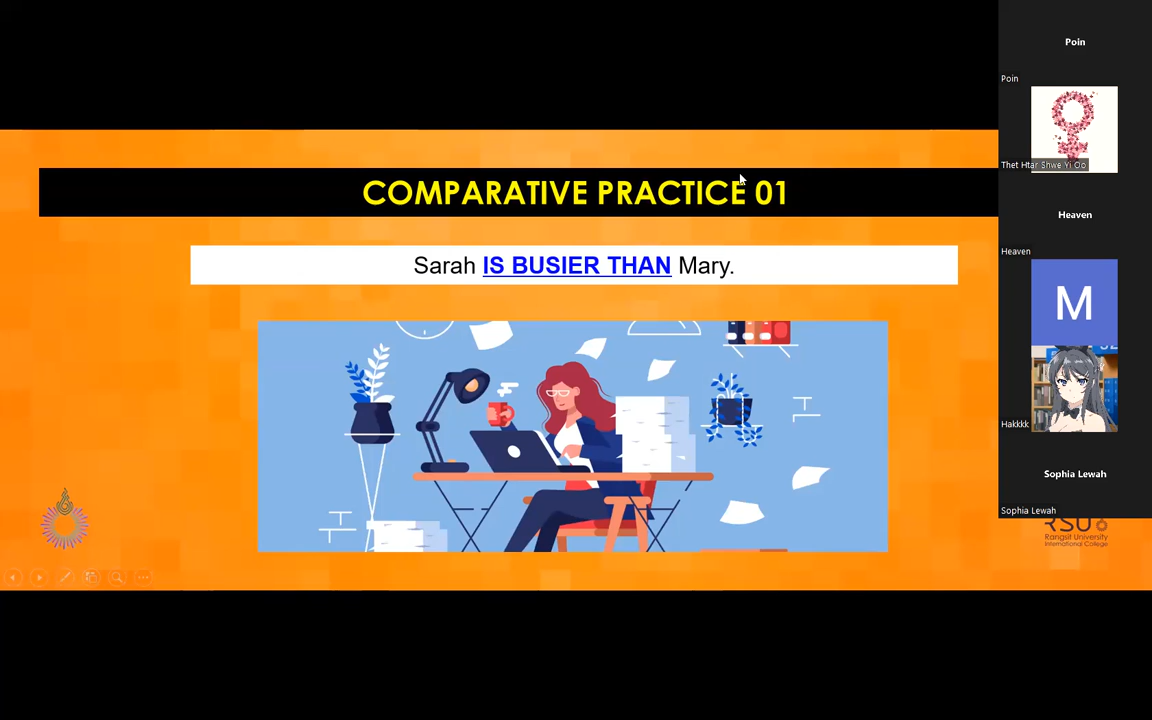 COMPARATIVE PRACTICE 01
Sarah IS BUSIER THAN Mary.
Poin
Poin
Thet Htar Shwe Yi Oo
Heaven
Heaven
M
Hakkkk
Sophia Lewah
Sophia Lewah
RSU
Rangsit University
International College